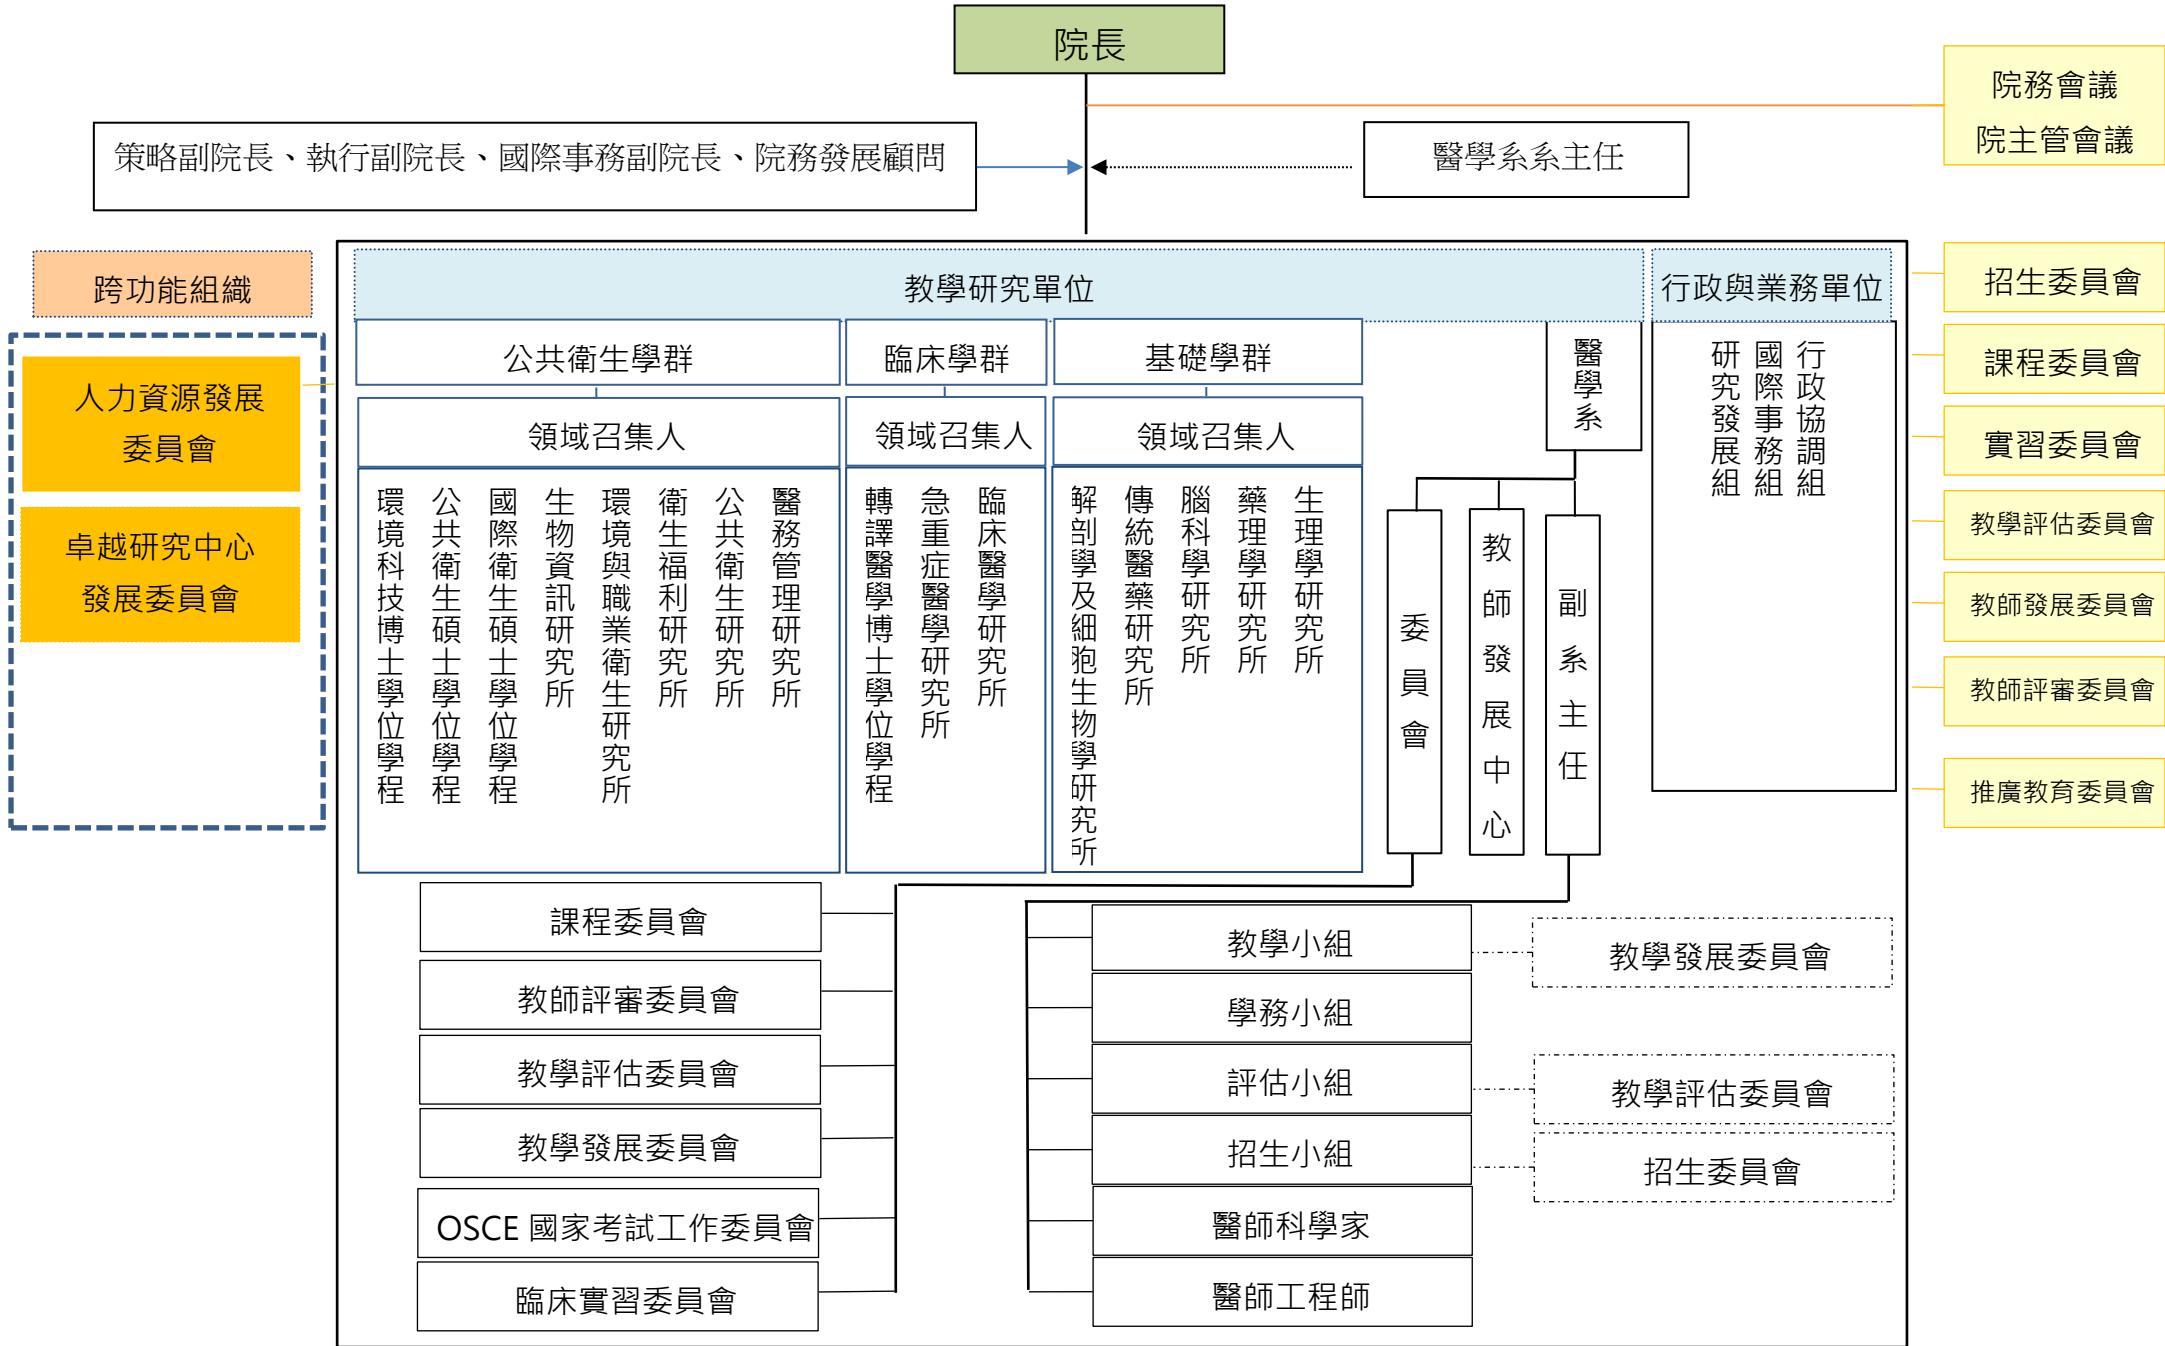 院長
院務會議
院主管會議
策略副院長、執行副院長、國際事務副院長、院務發展顧問
醫學系系主任
跨功能組織
人力資源發展
委員會
卓越研究中心
發展委員會
教學研究單位
行政與業務單位
公共衛生學群
臨床學群
基礎學群
醫學系
領域召集人
領域召集人
領域召集人
環境科技博士學位學程
公共衛生碩士學位學程
國際衛生碩士學位學程
生物資訊研究所
環境與職業衛生研究所
衛生福利研究所
公共衛生研究所
醫務管理研究所
轉譯醫學博士學位學程
急重症醫學研究所
臨床醫學研究所
解剖學及細胞生物學研究所
傳統醫藥研究所
腦科學研究所
藥理學研究所
生理學研究所
委員會
教師發展中心
副系主任
研究發展組
國際事務組
行政協調組
招生委員會
課程委員會
實習委員會
教學評估委員會
教師發展委員會
教師評審委員會
推廣教育委員會
課程委員會
教師評審委員會
教學評估委員會
教學發展委員會
OSCE 國家考試工作委員會
臨床實習委員會
教學小組
學務小組
評估小組
招生小組
醫師科學家
醫師工程師
教學發展委員會
教學評估委員會
招生委員會